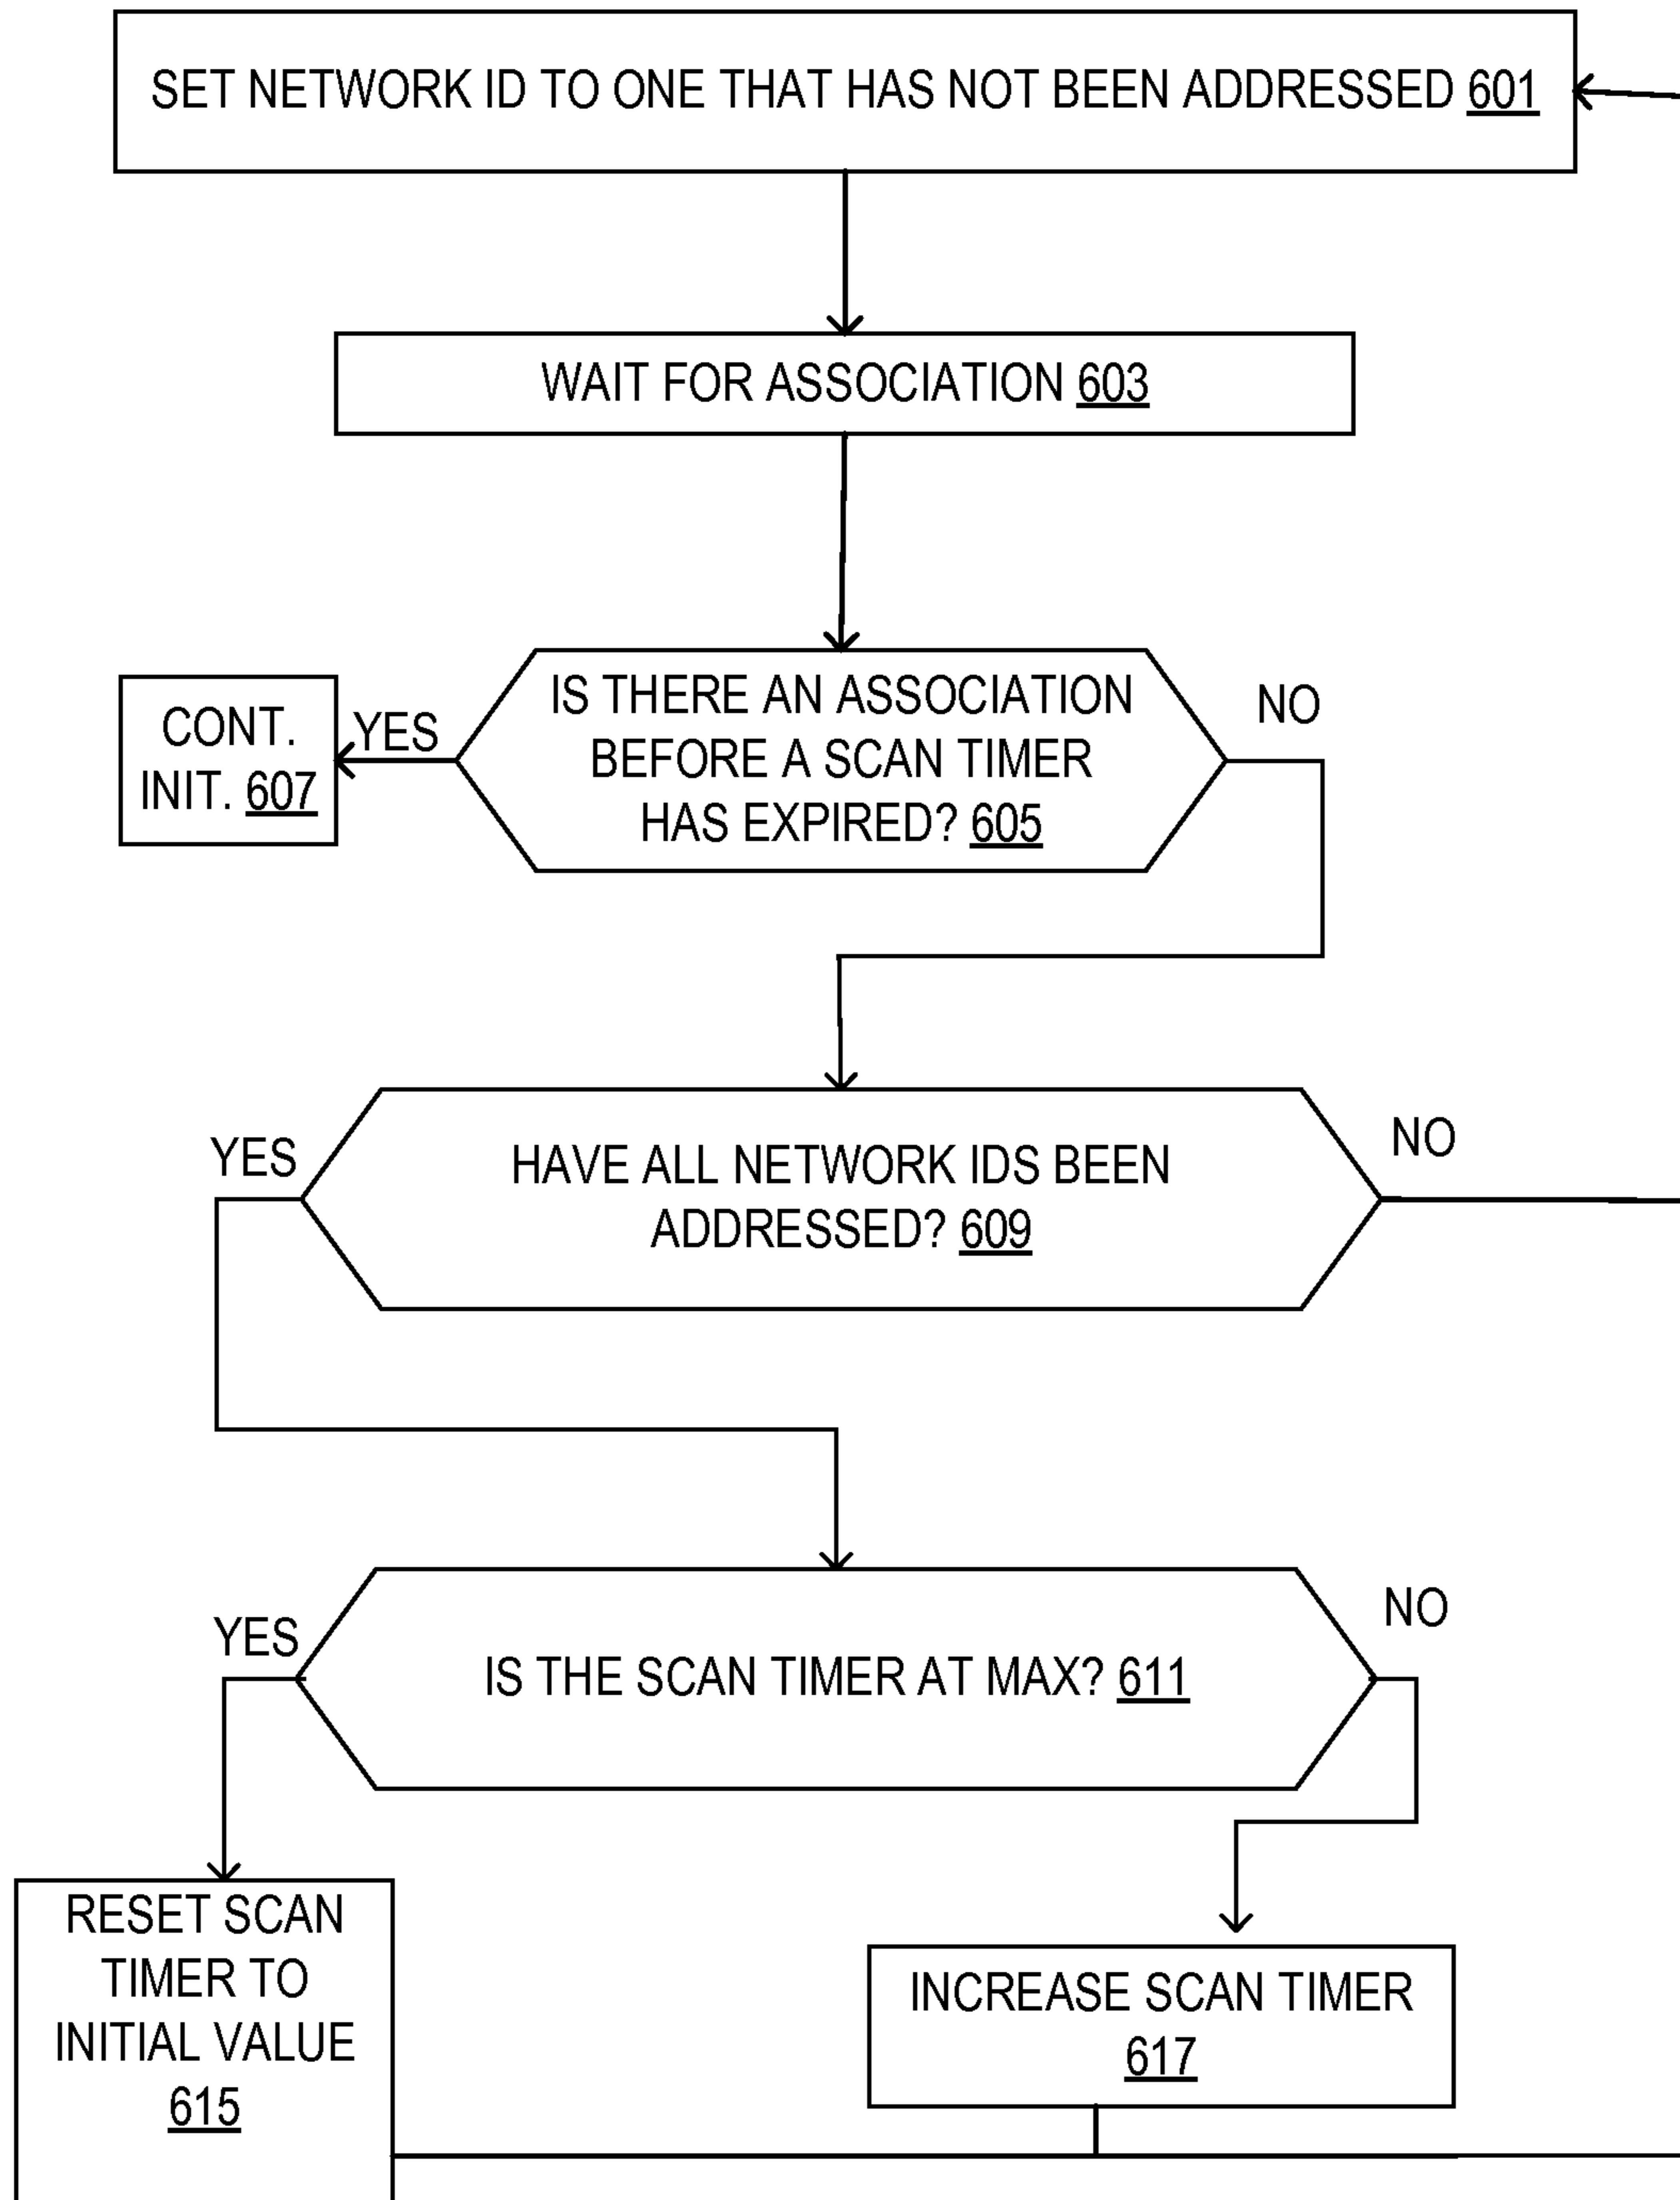 SET NETWORK ID TO ONE THAT HAS NOT BEEN ADDRESSED 601
WAIT FOR ASSOCIATION 603
IS THERE AN ASSOCIATION
BEFORE A SCAN TIMER
HAS EXPIRED? 605
YES
NO
CONT.
INIT. 607
HAVE ALL NETWORK IDS BEEN
ADDRESSED? 609
YES
NO
IS THE SCAN TIMER AT MAX? 611
YES
NO
RESET SCAN
TIMER TO
INITIAL VALUE
615
INCREASE SCAN TIMER
617